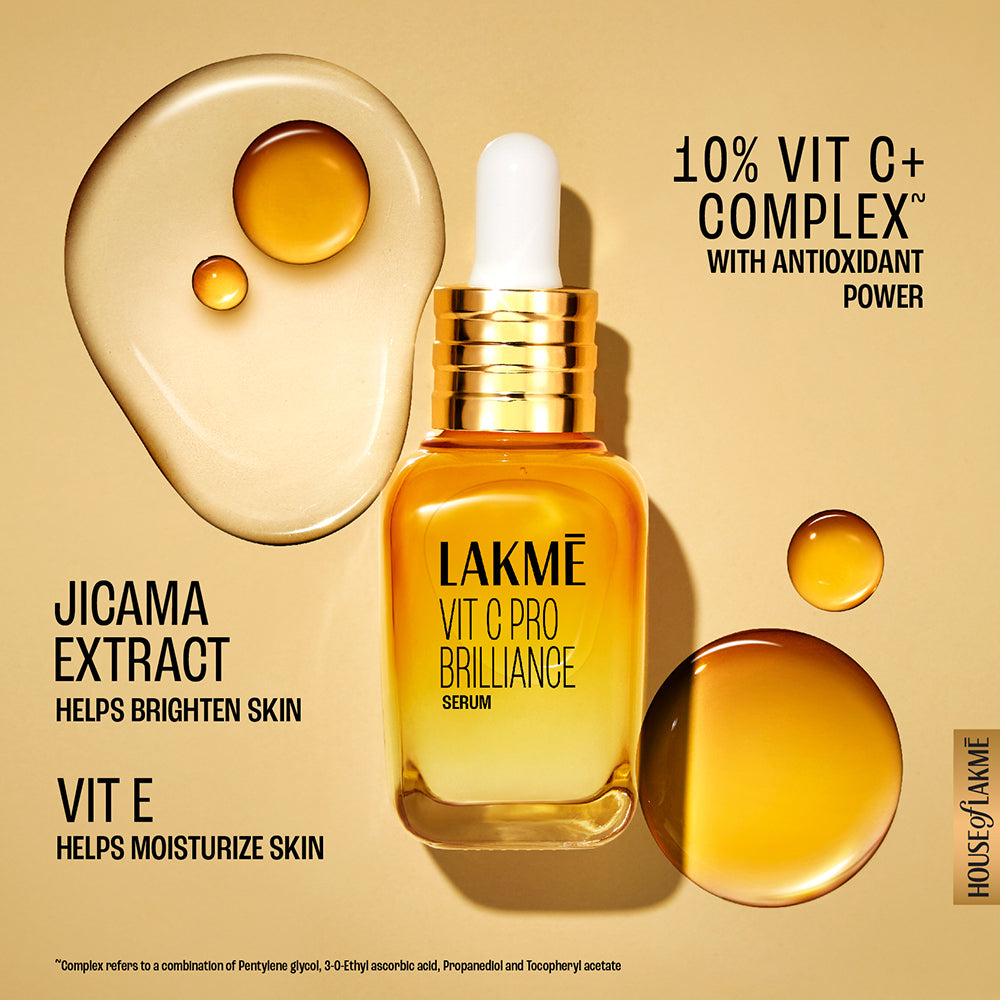 10% VIT C+
COMPLEX~
WITH ANTIOXIDANT
POWER
LAKMĒ
VIT C PRO
BRILLIANCE
SERUM
JICAMA
EXTRACT
HELPS BRIGHTEN SKIN
VIT E
HELPS MOISTURIZE SKIN
HOUSE of LAKMĒ
~Complex refers to a combination of Pentylene glycol, 3-O-Ethyl ascorbic acid, Propanediol and Tocopheryl acetate